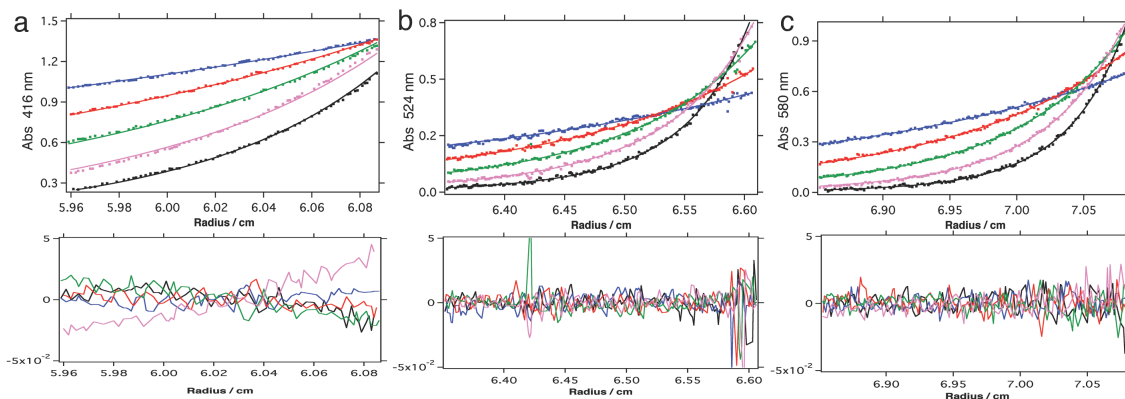 a
Abs 416 nm
1.5
1.2
0.9
0.6
0.3
5.96 5.98 6.00 6.02 6.04 6.06 6.08
Radius / cm
5
0
-5x10-2
5.96 5.98 6.00 6.02 6.04 6.06 6.08
Radius / cm
b
Abs 524 nm
0.8
0.5
0.2
0.0
6.40 6.45 6.50 6.55 6.60
Radius / cm
5
0
-5x10-2
6.40 6.45 6.50 6.55 6.60
Radius / cm
c
Abs 580 nm
0.9
0.6
0.3
0.0
6.90 6.95 7.00 7.05
Radius / cm
5
0
-5x10-2
6.90 6.95 7.00 7.05
Radius / cm